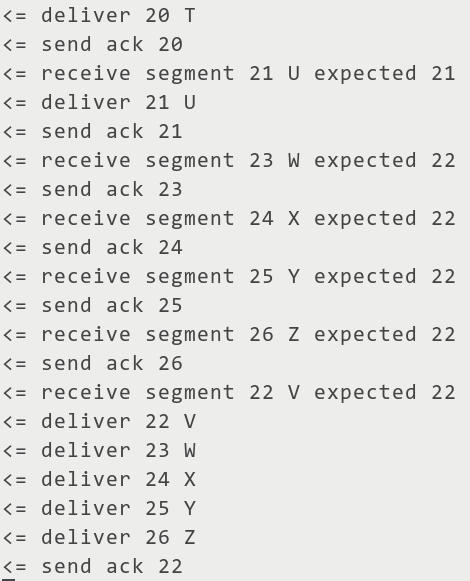 <= deliver 20 T
<= send ack 20
<= receive segment 21 U expected 21
<= deliver 21 U
<= send ack 21
<= receive segment 23 W expected 22
<= send ack 23
<= receive segment 24 X expected 22
<= send ack 24
<= receive segment 25 Y expected 22
<= send ack 25
<= receive segment 26 Z expected 22
<= send ack 26
<= receive segment 22 V expected 22
<= deliver 22 V
<= deliver 23 W
<= deliver 24 X
<= deliver 25 Y
<= deliver 26 Z
<= send ack 22